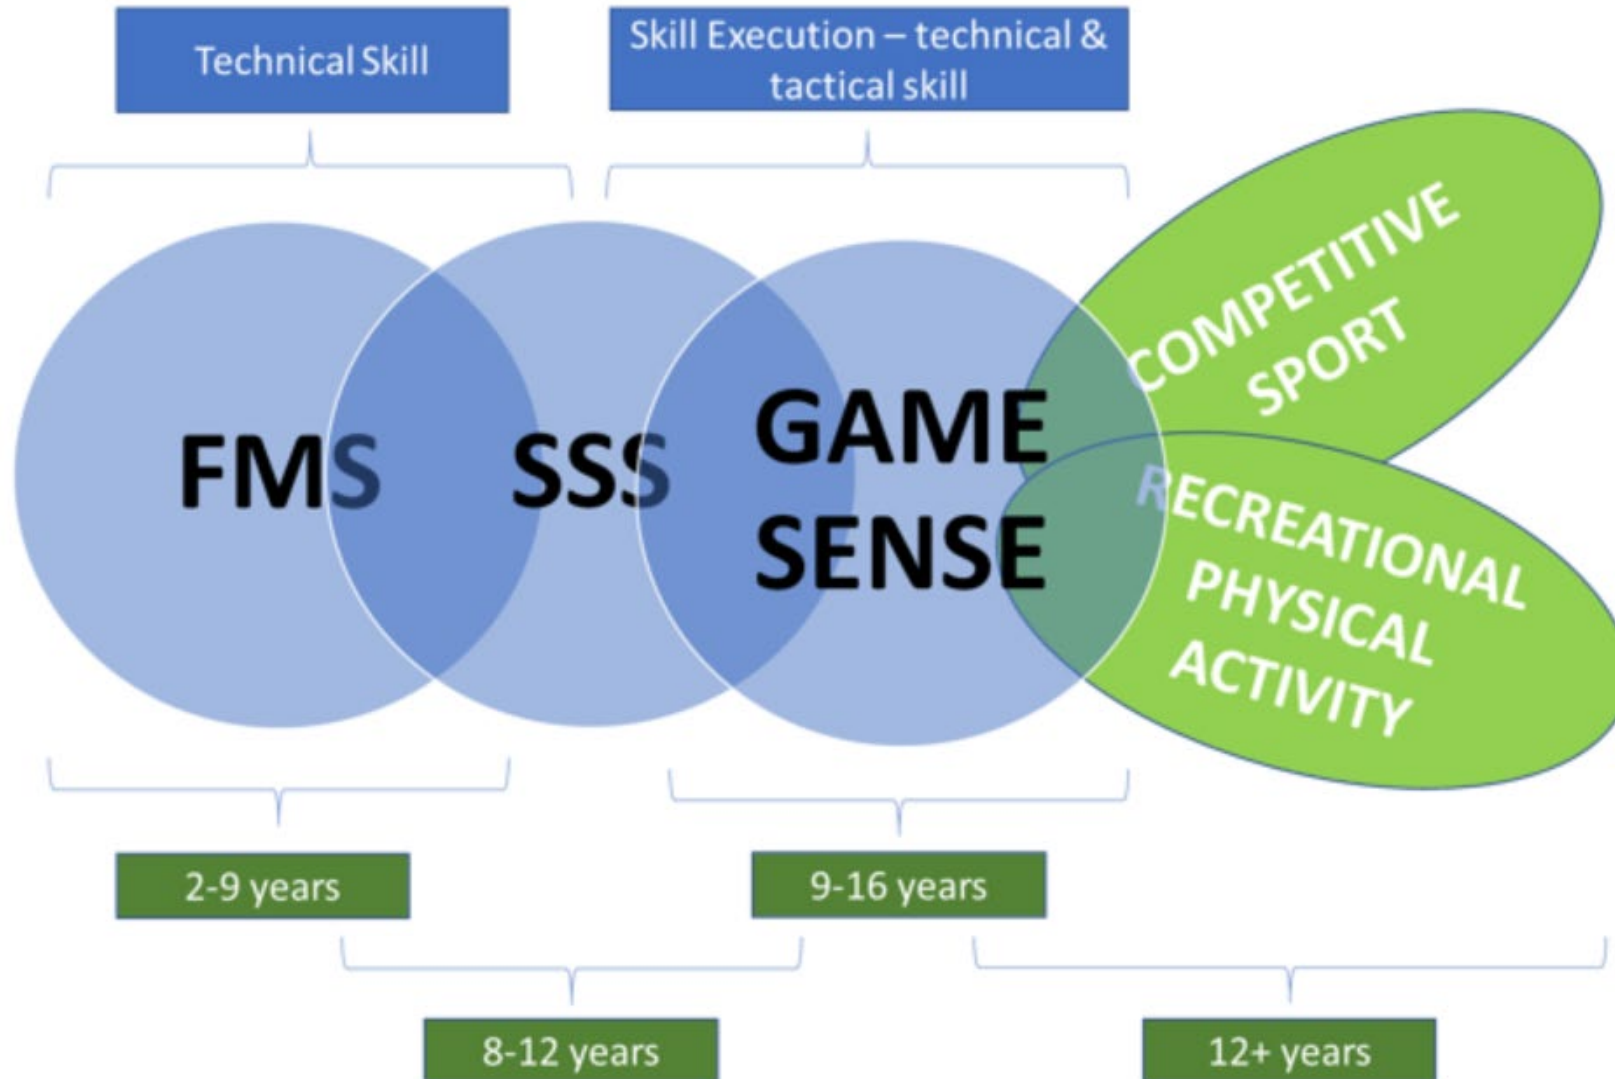 Technical Skill
Skill Execution – technical &
tactical skill
FMS
SSS
GAME
SENSE
COMPETITIVE
SPORT
RECREATIONAL
PHYSICAL
ACTIVITY
2-9 years
9-16 years
8-12 years
12+ years